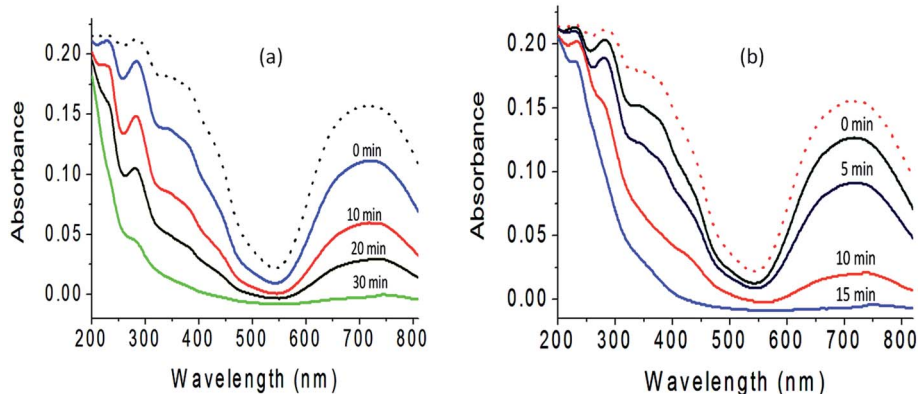 (a)
0.20
0.15
0.10
0.05
0.00
Absorbance
0 min
10 min
20 min
30 min
200 300 400 500 600 700 800
Wavelength (nm)
(b)
0.20
0.15
0.10
0.05
0.00
Absorbance
0 min
5 min
10 min
15 min
200 300 400 500 600 700 800
Wavelength (nm)